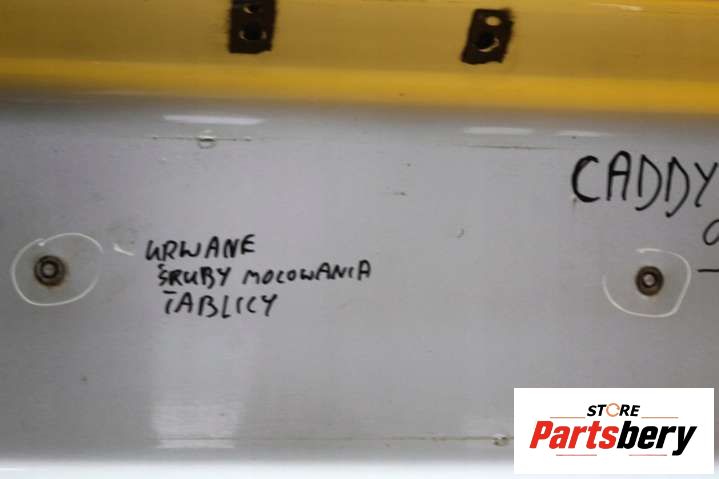 CADDY
URWANE
ŚRUBY MOCOWANIA
TABLICY
STORE
Partsbery